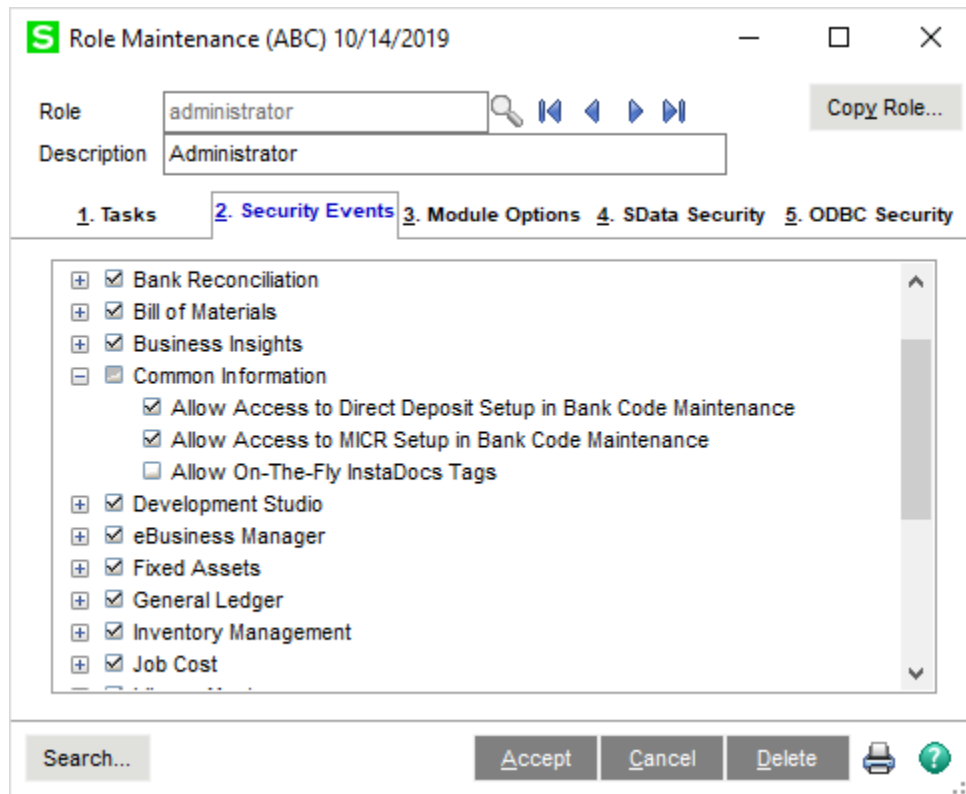 S Role Maintenance (ABC) 10/14/2019
Role administrator Copy Role...
Description Administrator
1. Tasks 2. Security Events 3. Module Options 4. SData Security 5. ODBC Security
Bank Reconciliation
Bill of Materials
Business Insights
Common Information
Allow Access to Direct Deposit Setup in Bank Code Maintenance
Allow Access to MICR Setup in Bank Code Maintenance
Allow On-The-Fly InstaDocs Tags
Development Studio
eBusiness Manager
Fixed Assets
General Ledger
Inventory Management
Job Cost
Search... Accept Cancel Delete ?